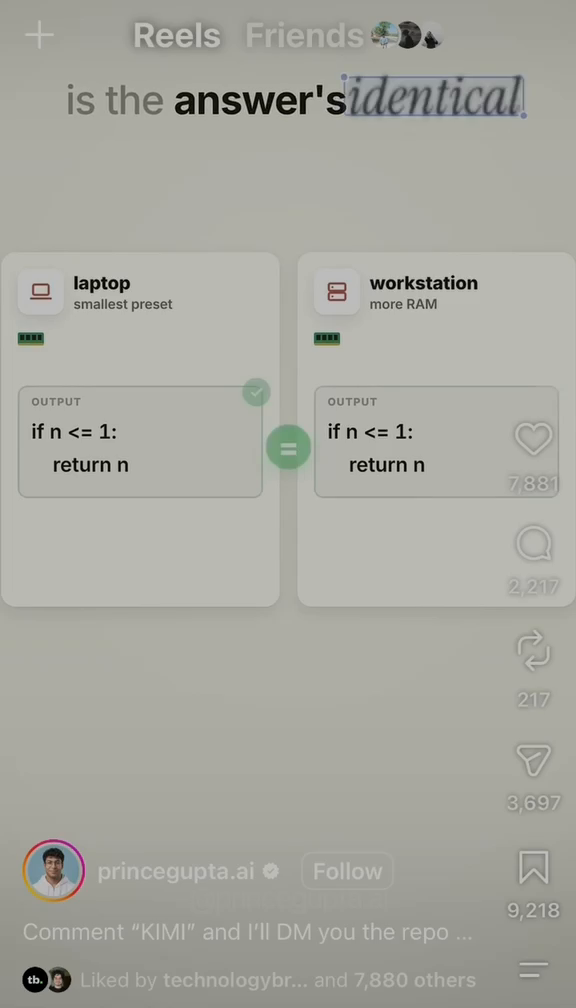 Reels Friends
is the answer's identical
laptop
smallest preset
workstation
more RAM
OUTPUT
if n <= 1:
return n
=
OUTPUT
if n <= 1:
return n
7,881
2,217
217
3,697
9,218
princegupta.ai Follow
Comment “KIMI” and I’ll DM you the repo ...
tb. Liked by technologybr... and 7,880 others